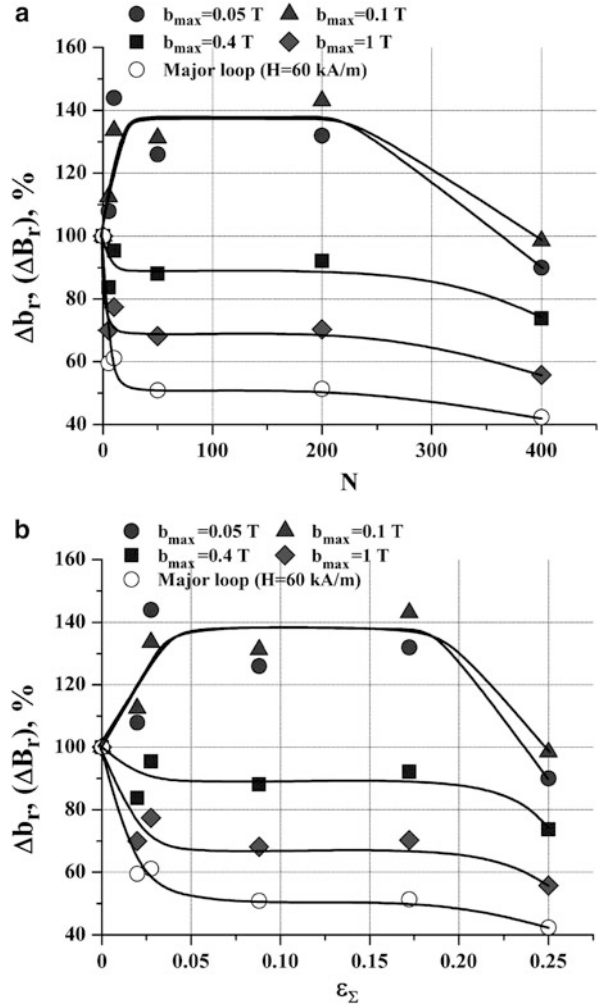 a
b_max=0.05 T b_max=0.1 T
b_max=0.4 T b_max=1 T
Major loop (H=60 kA/m)
160
140
120
100
80
60
40
Δb_r, (ΔB_r), %
0 100 200 300 400
N
b
b_max=0.05 T b_max=0.1 T
b_max=0.4 T b_max=1 T
Major loop (H=60 kA/m)
160
140
120
100
80
60
40
Δb_r, (ΔB_r), %
0.00 0.05 0.10 0.15 0.20 0.25
ε_Σ